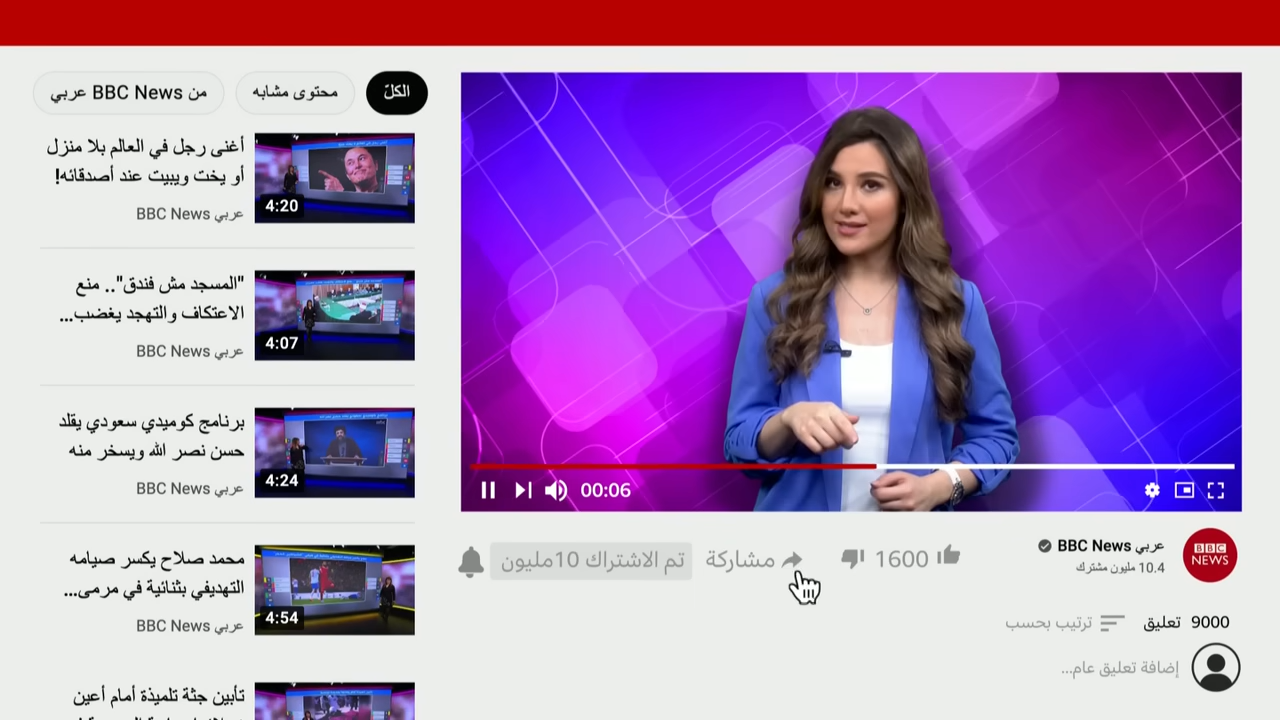 الكلّ
محتوى مشابه
من BBC News عربي
أغنى رجل في العالم بلا منزل
أو يخت ويبيت عند أصدقائه!
عربي BBC News
4:20
"المسجد مش فندق".. منع
الاعتكاف والتهجد يغضب...
عربي BBC News
4:07
برنامج كوميدي سعودي يقلد
حسن نصر الله ويسخر منه
عربي BBC News
4:24
محمد صلاح يكسر صيامه
التهديفي بثنائية في مرمى...
عربي BBC News
4:54
تأبين جثة تلميذة أمام أعين
00:06
BBC
NEWS
عربي BBC News
10.4 مليون مشترك
1600
مشاركة
تم الاشتراك 10مليون
9000 تعليق
ترتيب بحسب
إضافة تعليق عام...